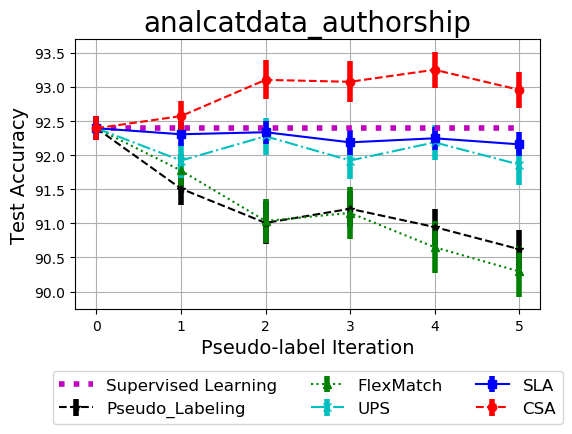 analcatdata_authorship
Test Accuracy
93.5
93.0
92.5
92.0
91.5
91.0
90.5
90.0
0 1 2 3 4 5
Pseudo-label Iteration
Supervised Learning FlexMatch SLA
Pseudo_Labeling UPS CSA